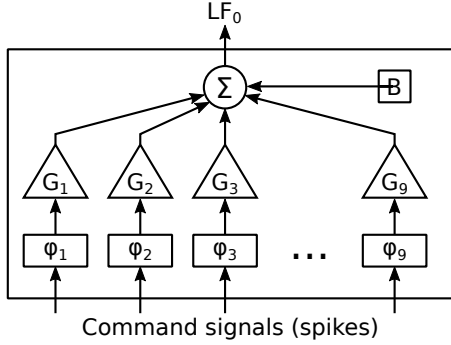 LF₀
Σ
B
G₁ G₂ G₃ G₉
φ₁ φ₂ φ₃ ... φ₉
Command signals (spikes)